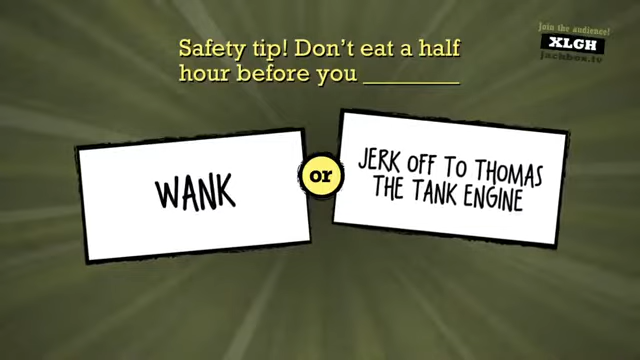 Safety tip! Don't eat a half
hour before you ________
join the audience!
XLGH
jackbox.tv
WANK
or
JERK OFF TO THOMAS
THE TANK ENGINE